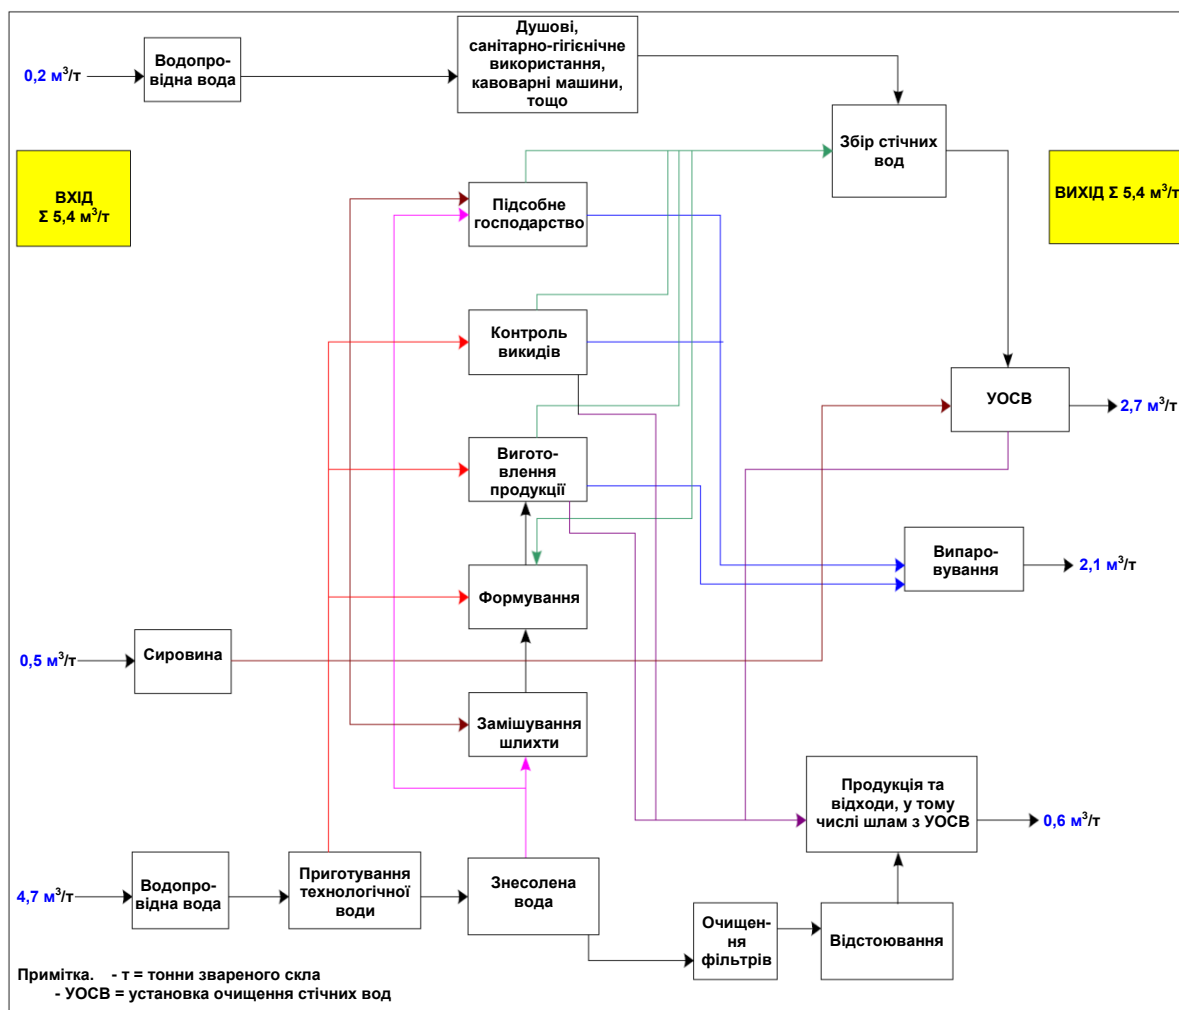 Душові,
санітарно-гігієнічне
використання,
кавоварні машини,
тощо
0,2 м³/т
Водопро-
відна вода
Збір стічних
вод
ВХІД
Σ 5,4 м³/т
ВИХІД Σ 5,4 м³/т
Підсобне
господарство
Контроль
викидів
УОСВ
2,7 м³/т
Вигото-
влення
продукції
Випаро-
вування
2,1 м³/т
Формування
0,5 м³/т
Сировина
Замішування
шлихти
Продукція та
відходи, у тому
числі шлам з УОСВ
0,6 м³/т
4,7 м³/т
Водопро-
відна вода
Приготування
технологічної
води
Знесолена
вода
Очищен-
ня
фільтрів
Відстоювання
Примітка. - т = тонни звареного скла
- УОСВ = установка очищення стічних вод